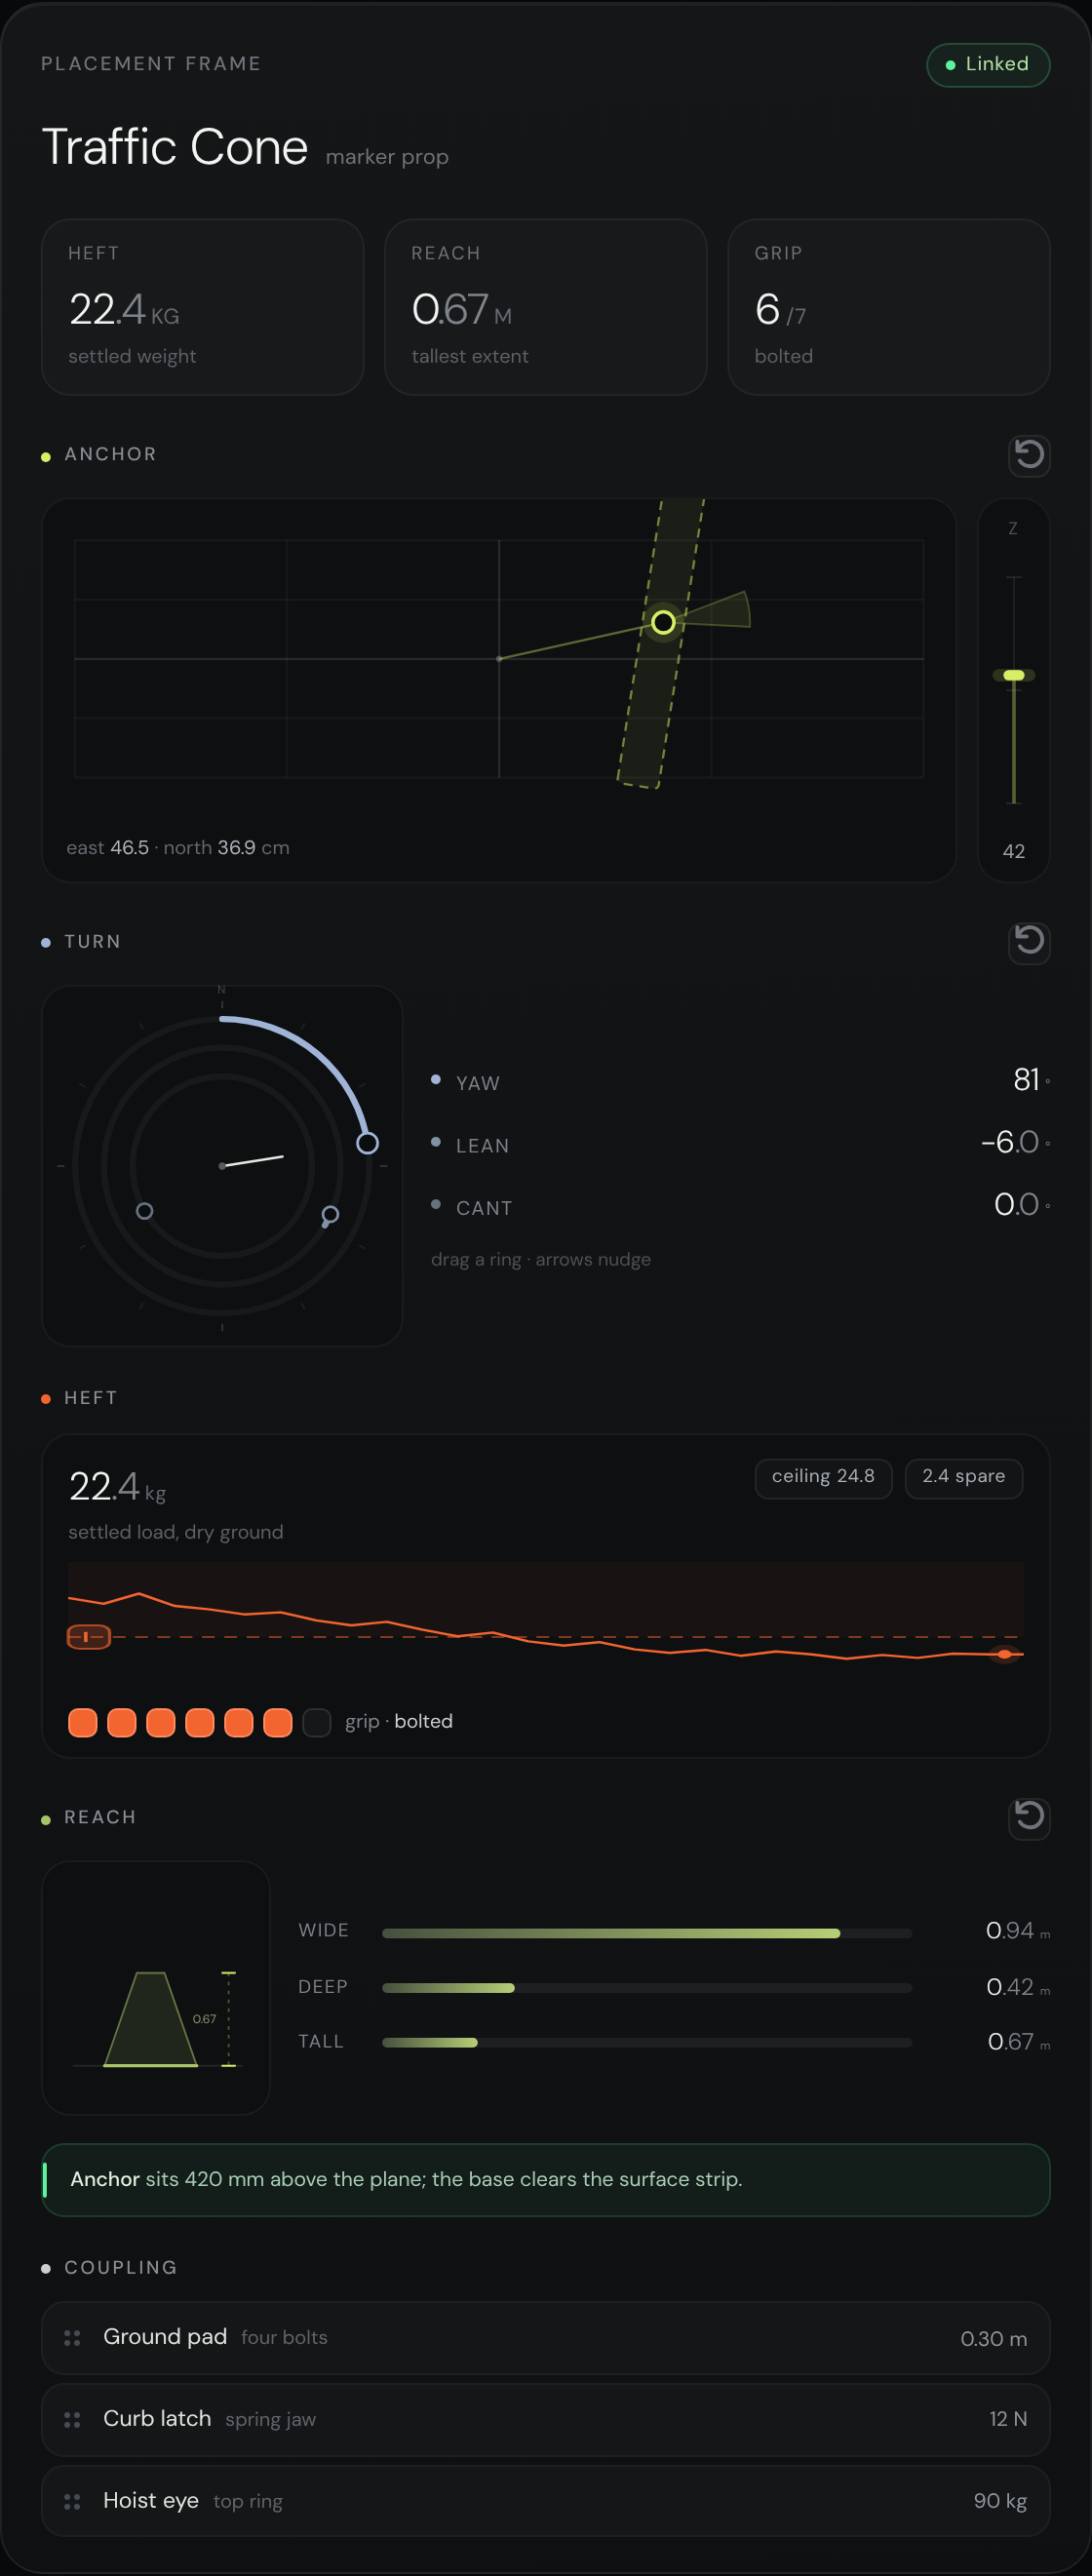 PLACEMENT FRAME
Linked
Traffic Cone marker prop
HEFT
22.4 KG
settled weight
REACH
0.67 M
tallest extent
GRIP
6 /7
bolted
ANCHOR
Z
42
east 46.5 · north 36.9 cm
TURN
N
YAW 81 °
LEAN −6.0 °
CANT 0.0 °
drag a ring · arrows nudge
HEFT
22.4 kg
ceiling 24.8
2.4 spare
settled load, dry ground
grip · bolted
REACH
0.67
WIDE 0.94 m
DEEP 0.42 m
TALL 0.67 m
Anchor sits 420 mm above the plane; the base clears the surface strip.
COUPLING
Ground pad four bolts 0.30 m
Curb latch spring jaw 12 N
Hoist eye top ring 90 kg